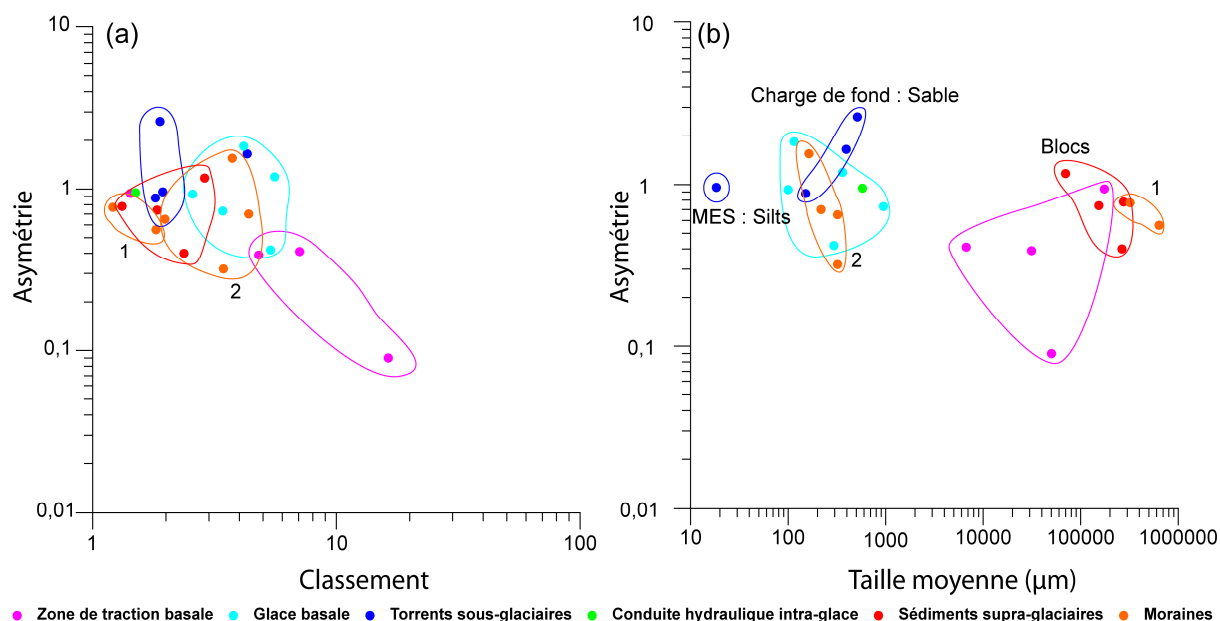 (a)
10
1
0,1
0,01
1
10
100
Asymétrie
Classement
1
2
(b)
10
1
0,1
0,01
10
100
1000
10000
100000
1000000
Asymétrie
Taille moyenne (µm)
Charge de fond : Sable
MES : Silts
Blocs
1
2
Zone de traction basale
Glace basale
Torrents sous-glaciaires
Conduite hydraulique intra-glace
Sédiments supra-glaciaires
Moraines